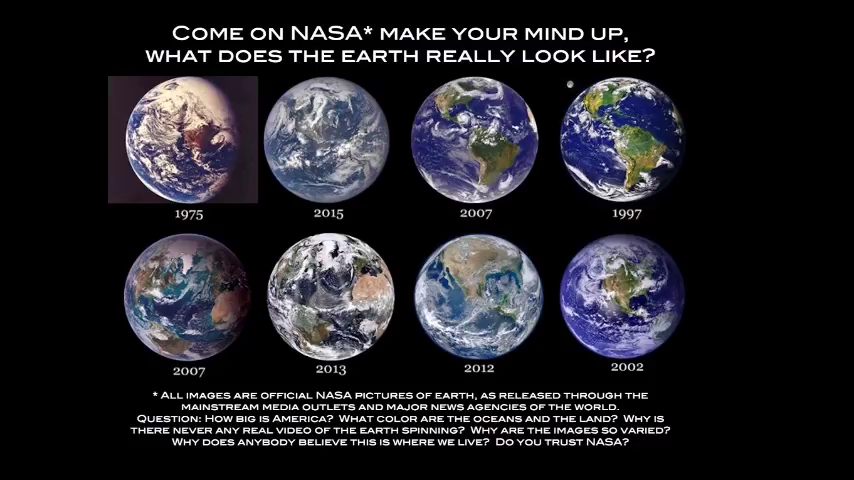 COME ON NASA* MAKE YOUR MIND UP,
WHAT DOES THE EARTH REALLY LOOK LIKE?
1975
2015
2007
1997
2007
2013
2012
2002
* ALL IMAGES ARE OFFICIAL NASA PICTURES OF EARTH, AS RELEASED THROUGH THE
MAINSTREAM MEDIA OUTLETS AND MAJOR NEWS AGENCIES OF THE WORLD.
QUESTION: HOW BIG IS AMERICA? WHAT COLOR ARE THE OCEANS AND THE LAND? WHY IS
THERE NEVER ANY REAL VIDEO OF THE EARTH SPINNING? WHY ARE THE IMAGES SO VARIED?
WHY DOES ANYBODY BELIEVE THIS IS WHERE WE LIVE? DO YOU TRUST NASA?